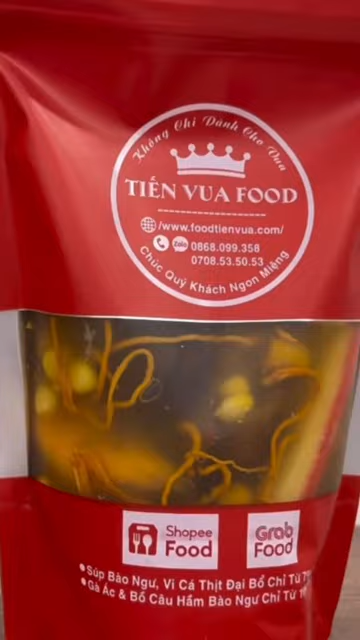 Không Chỉ Dành Cho Vua
TIẾN VUA FOOD
/www.foodtienvua.com/
Zalo 0868.099.358
0708.53.50.53
Chúc Quý Khách Ngon Miệng
Shopee Food
Grab Food
• Súp Bào Ngư, Vi Cá Thịt Đại Bổ Chỉ Từ
• Gà Ác & Bồ Câu Hầm Bào Ngư Chỉ Từ